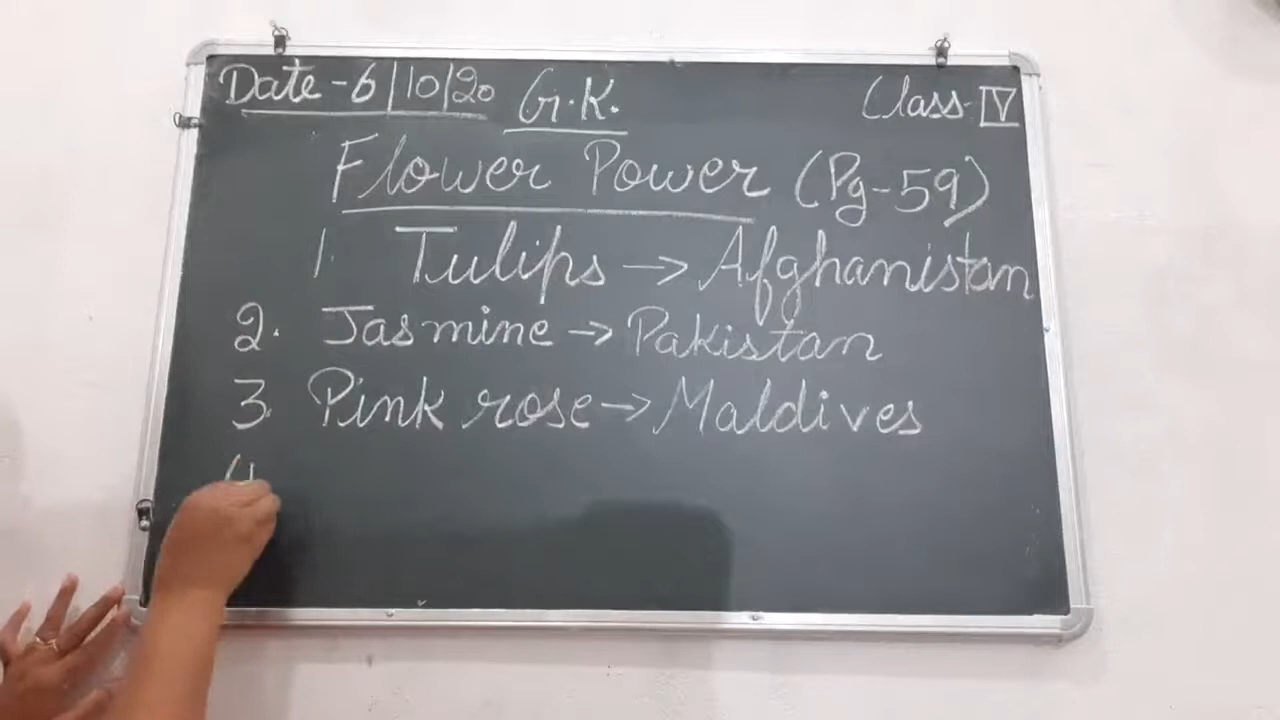 Date - 6/10/20 G.K. Class- IV
Flower Power (Pg-59)
1. Tulips → Afghanistan
2. Jasmine → Pakistan
3. Pink rose → Maldives
4